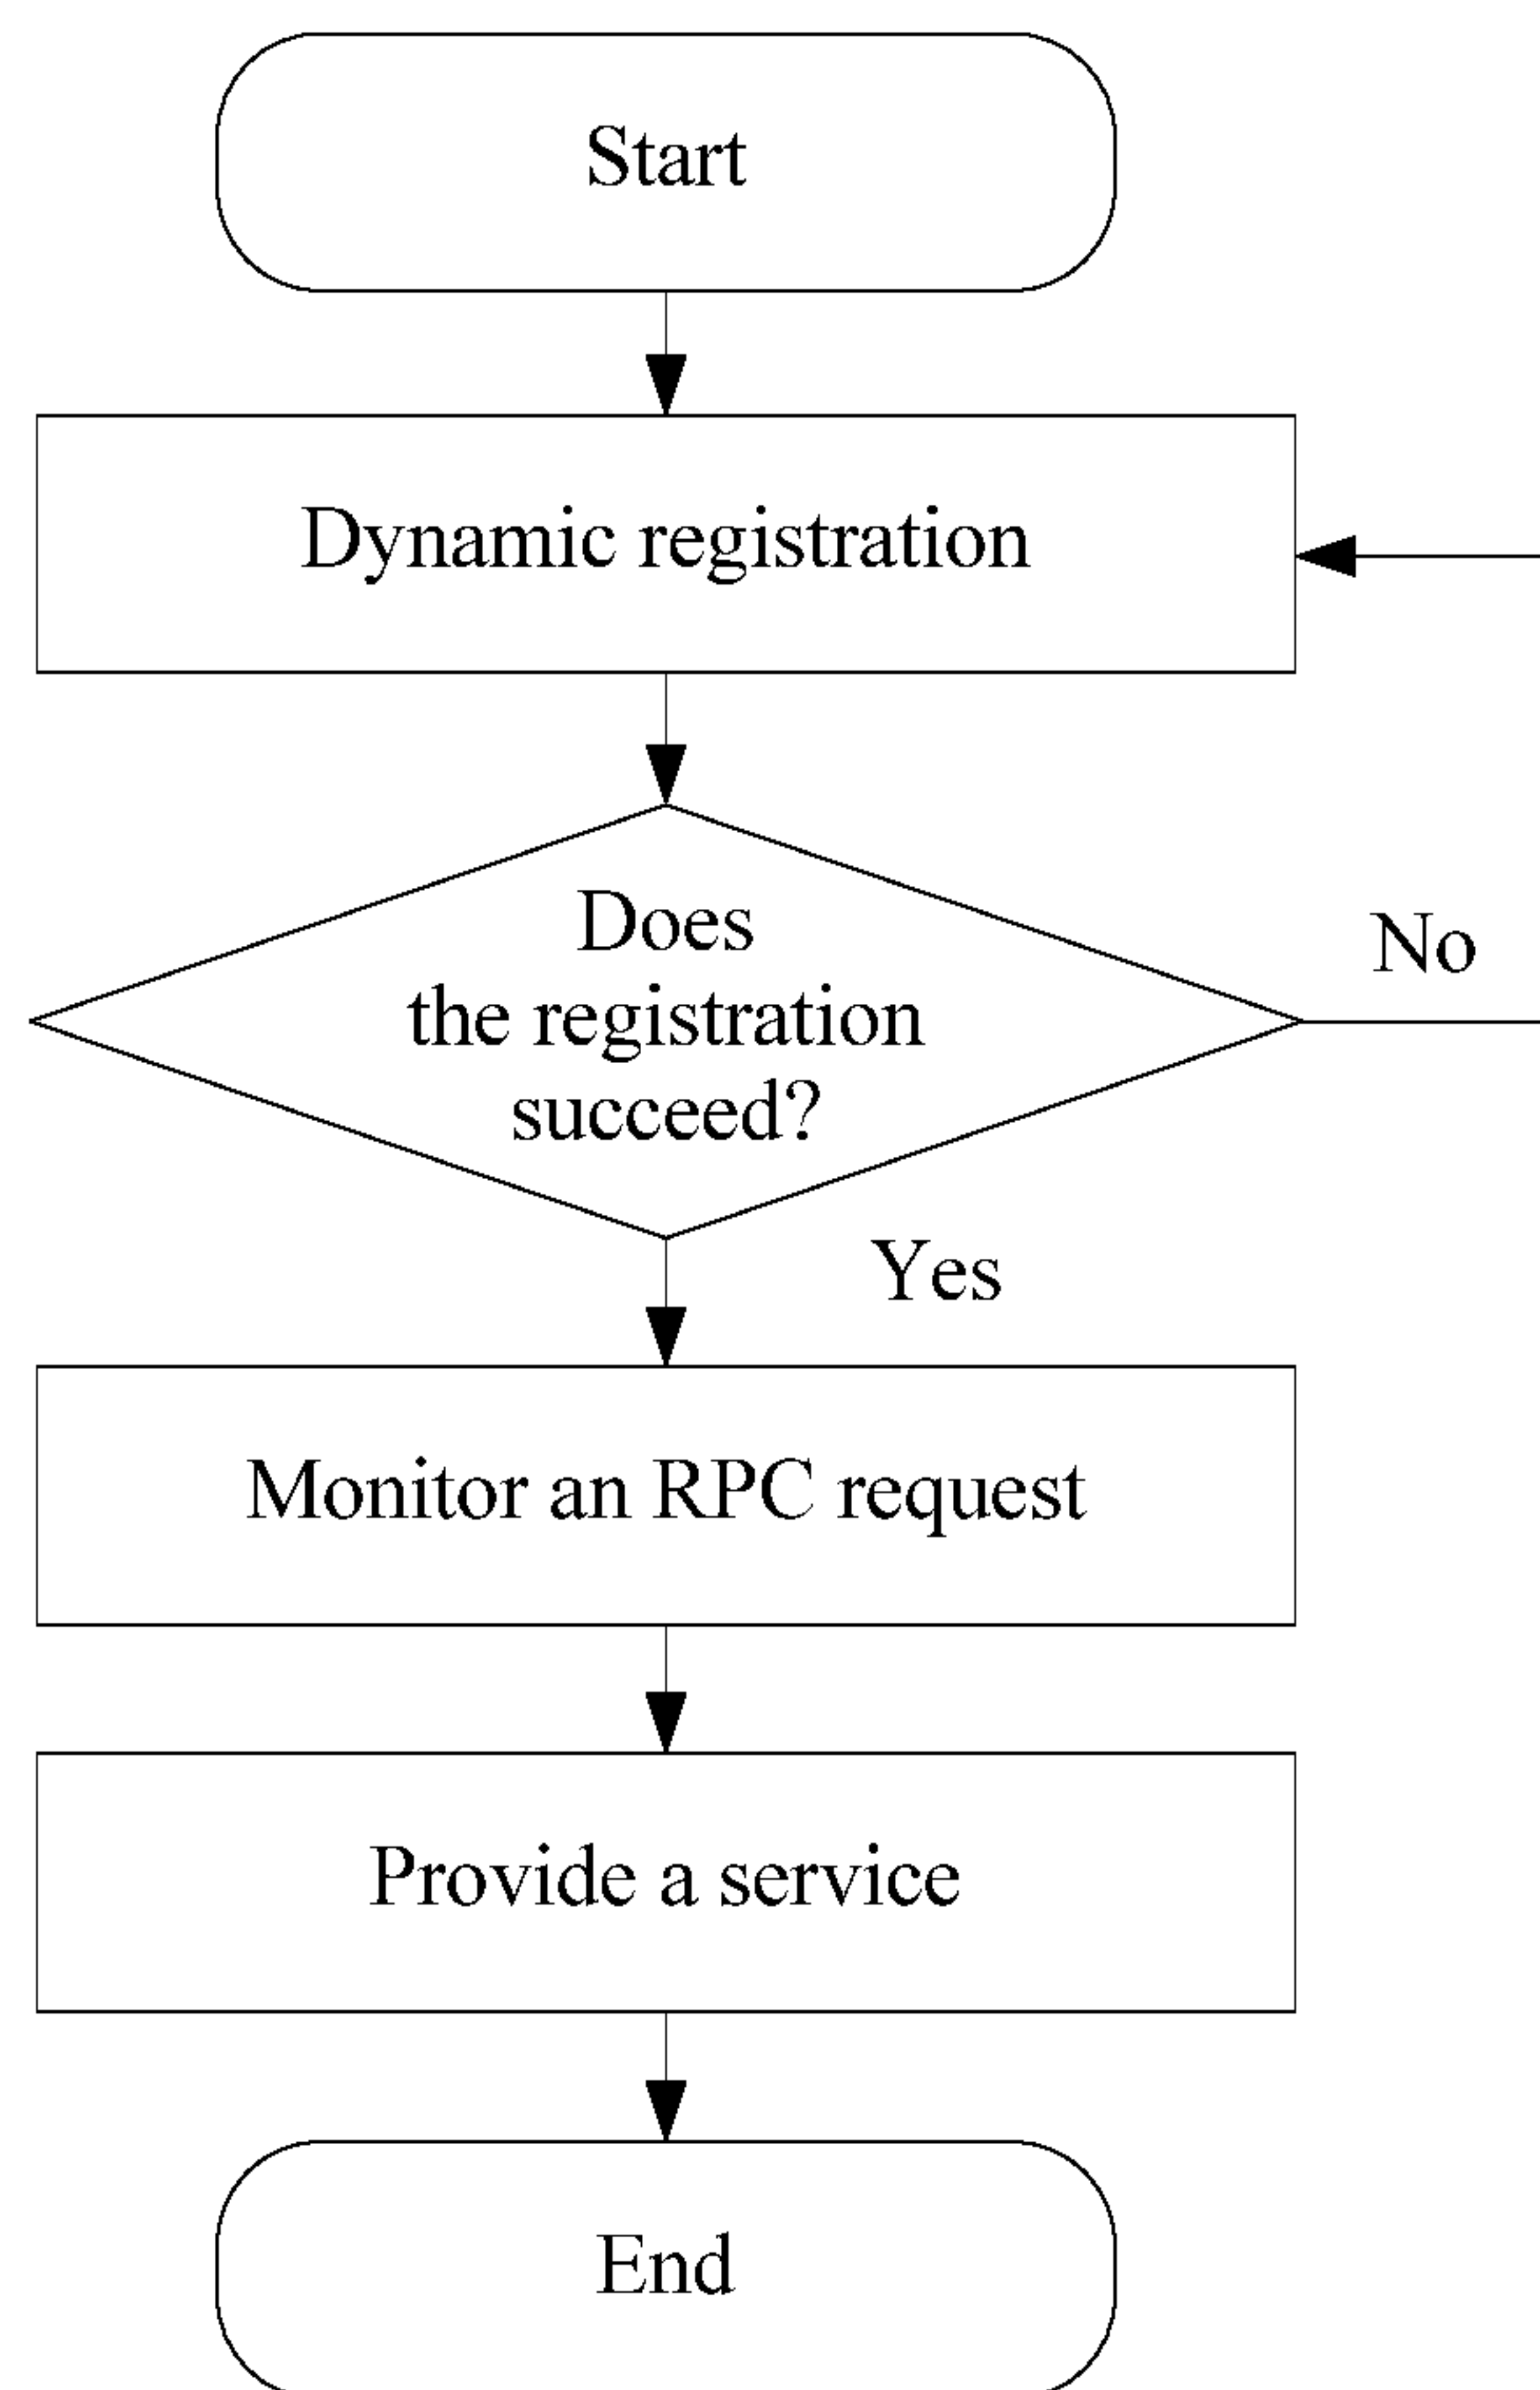 Start
Dynamic registration
Does
the registration
succeed?
No
Yes
Monitor an RPC request
Provide a service
End